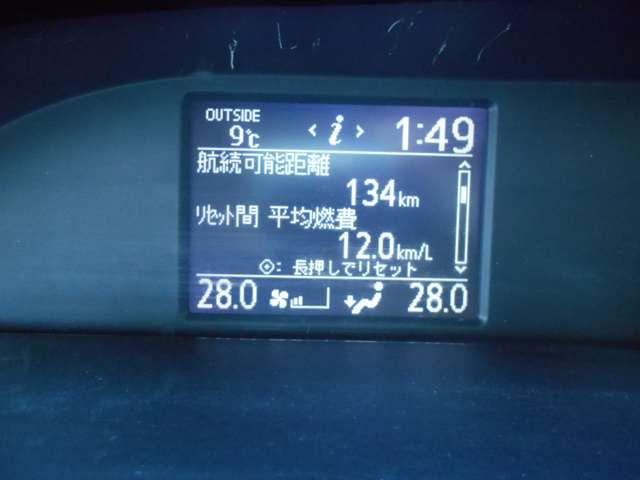 OUTSIDE
9℃ < i > 1:49
航続可能距離
134km
リセット間 平均燃費
12.0km/L
: 長押しでリセット
28.0 28.0